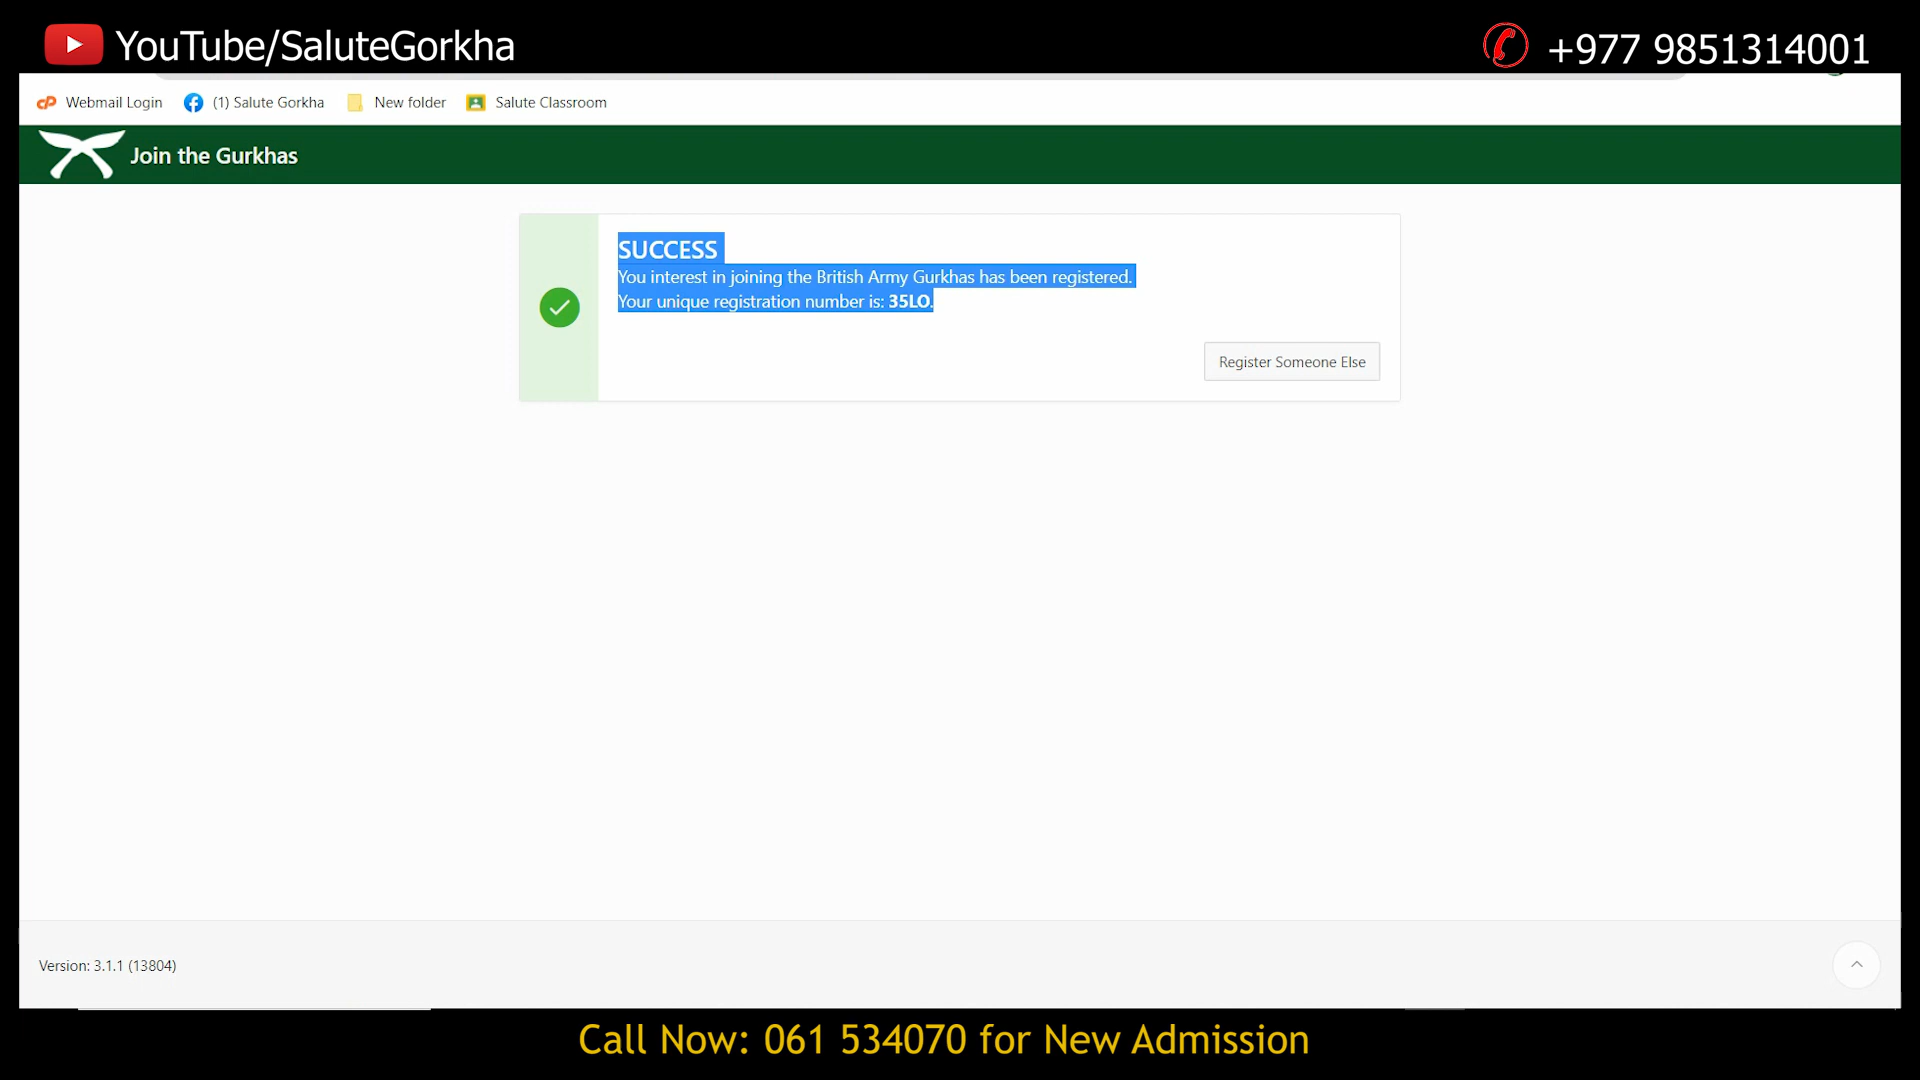 YouTube/SaluteGorkha
+977 9851314001
Webmail Login (1) Salute Gorkha New folder Salute Classroom
Join the Gurkhas
SUCCESS
You interest in joining the British Army Gurkhas has been registered.
Your unique registration number is: 35LO.
Register Someone Else
Version: 3.1.1 (13804)
Call Now: 061 534070 for New Admission